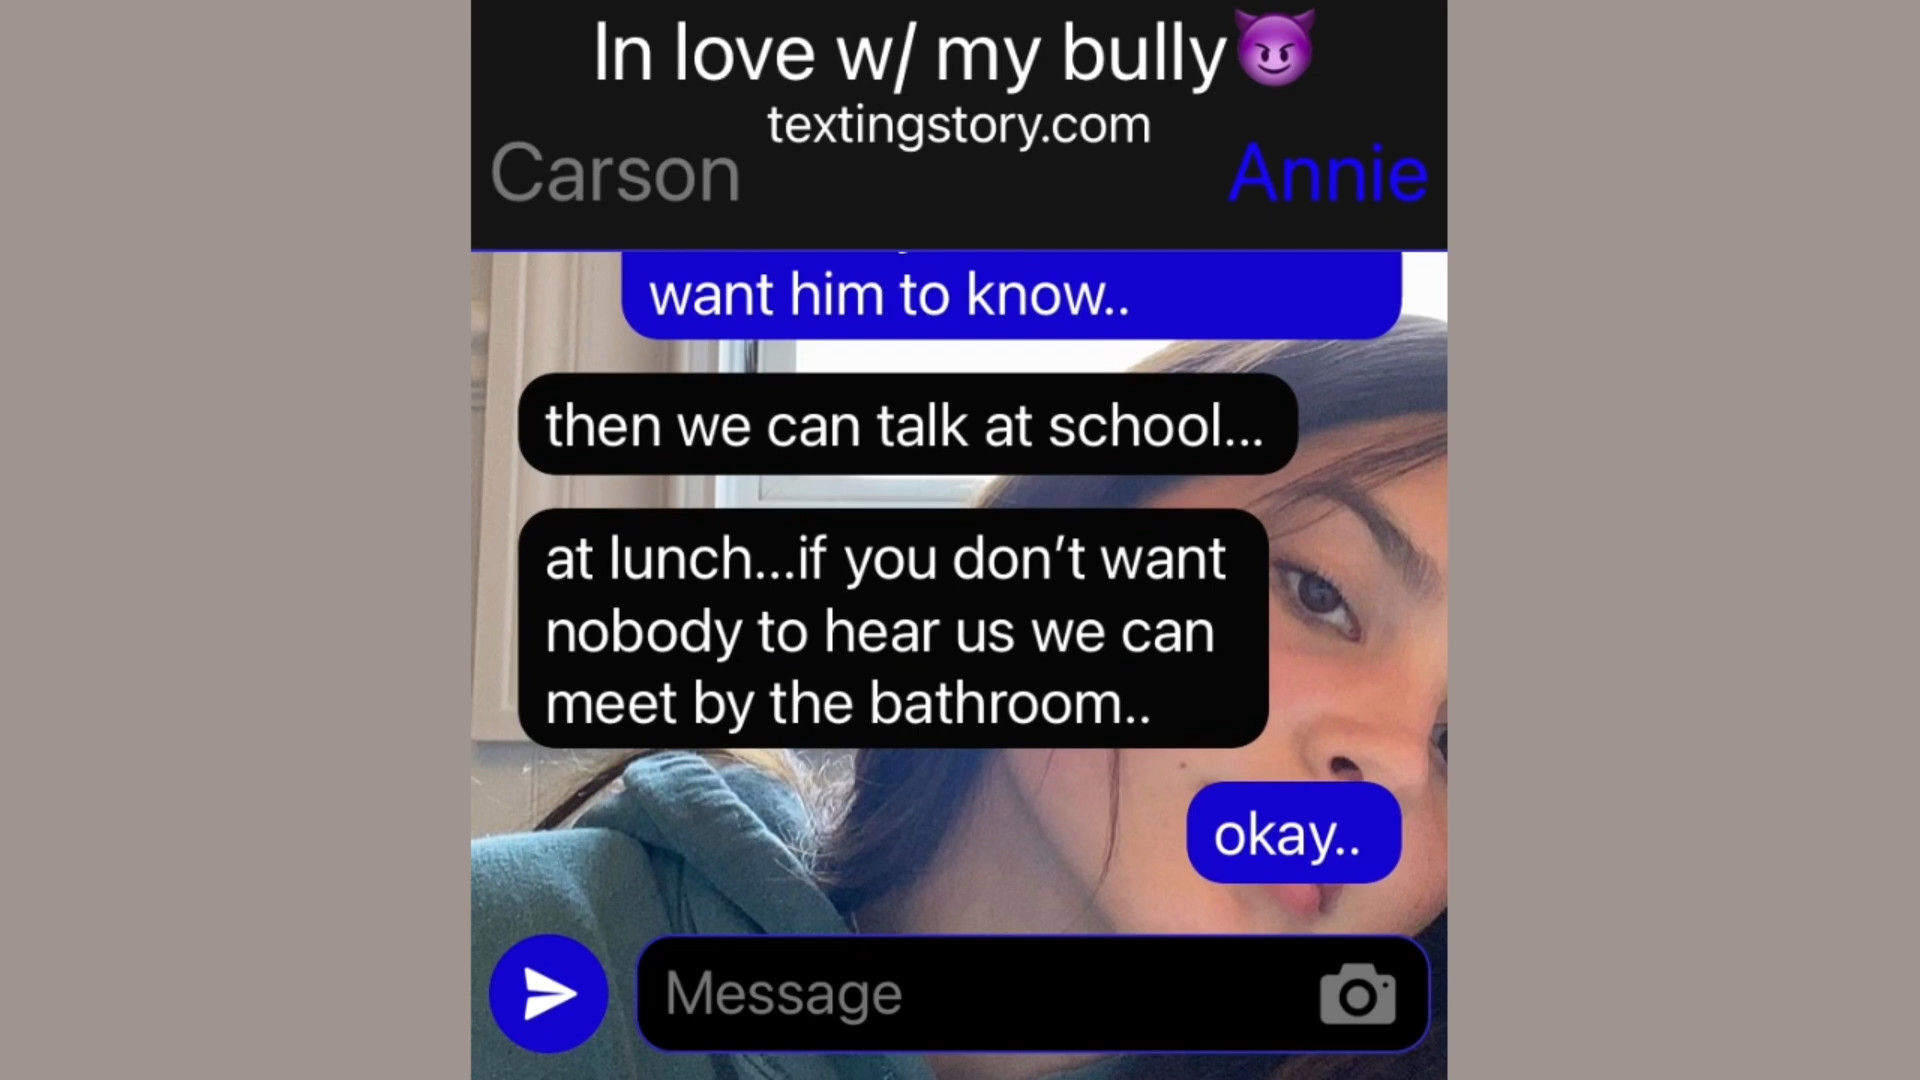 In love w/ my bully😈
textingstory.com
Carson
Annie
want him to know..
then we can talk at school...
at lunch...if you don’t want
nobody to hear us we can
meet by the bathroom..
okay..
Message